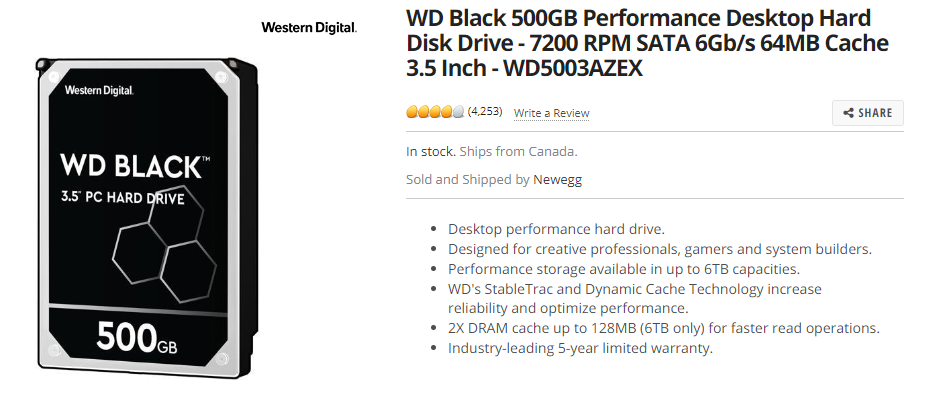 Western Digital.
Western Digital.
WD BLACK™
3.5" PC HARD DRIVE
500GB
WD Black 500GB Performance Desktop Hard
Disk Drive - 7200 RPM SATA 6Gb/s 64MB Cache
3.5 Inch - WD5003AZEX
(4,253) Write a Review
SHARE
In stock. Ships from Canada.
Sold and Shipped by Newegg
Desktop performance hard drive.
Designed for creative professionals, gamers and system builders.
Performance storage available in up to 6TB capacities.
WD's StableTrac and Dynamic Cache Technology increase
reliability and optimize performance.
2X DRAM cache up to 128MB (6TB only) for faster read operations.
Industry-leading 5-year limited warranty.